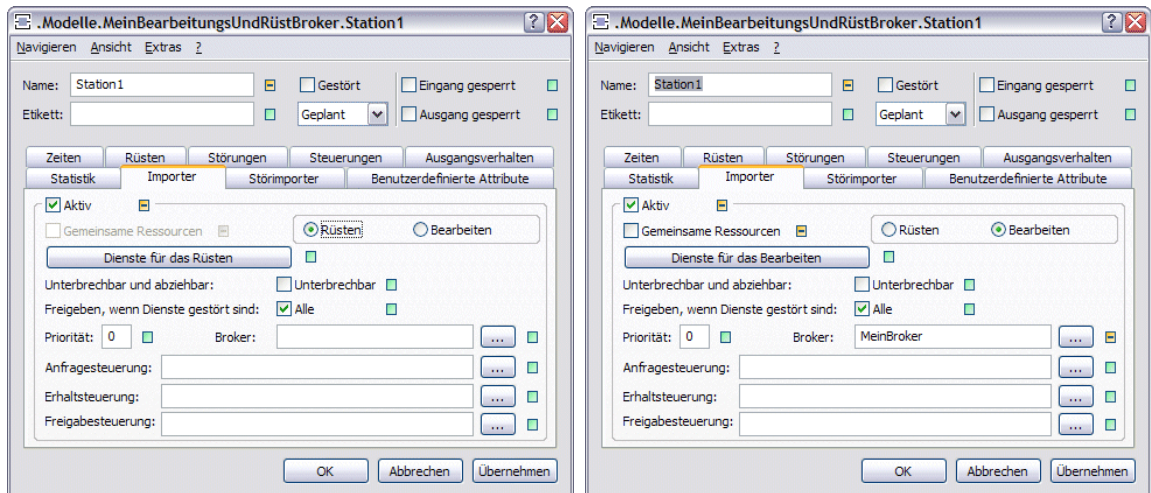 .Modelle.MeinBearbeitungsUndRüstBroker.Station1
Navigieren Ansicht Extras ?
Name: Station1 Gestört Eingang gesperrt
Etikett: Geplant Ausgang gesperrt
Zeiten Rüsten Störungen Steuerungen Ausgangsverhalten
Statistik Importer Störimporter Benutzerdefinierte Attribute
Aktiv
Gemeinsame Ressourcen Rüsten Bearbeiten
Dienste für das Rüsten
Unterbrechbar und abziehbar: Unterbrechbar
Freigeben, wenn Dienste gestört sind: Alle
Priorität: 0 Broker: ...
Anfragesteuerung: ...
Erhaltsteuerung: ...
Freigabesteuerung: ...
OK Abbrechen Übernehmen
.Modelle.MeinBearbeitungsUndRüstBroker.Station1
Navigieren Ansicht Extras ?
Name: Station1 Gestört Eingang gesperrt
Etikett: Geplant Ausgang gesperrt
Zeiten Rüsten Störungen Steuerungen Ausgangsverhalten
Statistik Importer Störimporter Benutzerdefinierte Attribute
Aktiv
Gemeinsame Ressourcen Rüsten Bearbeiten
Dienste für das Bearbeiten
Unterbrechbar und abziehbar: Unterbrechbar
Freigeben, wenn Dienste gestört sind: Alle
Priorität: 0 Broker: MeinBroker ...
Anfragesteuerung: ...
Erhaltsteuerung: ...
Freigabesteuerung: ...
OK Abbrechen Übernehmen